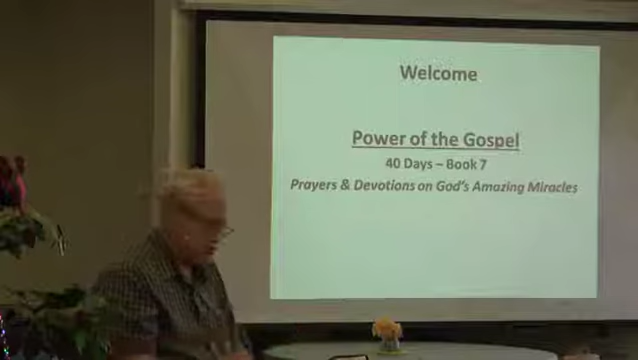 Welcome
Power of the Gospel
40 Days – Book 7
Prayers & Devotions on God's Amazing Miracles